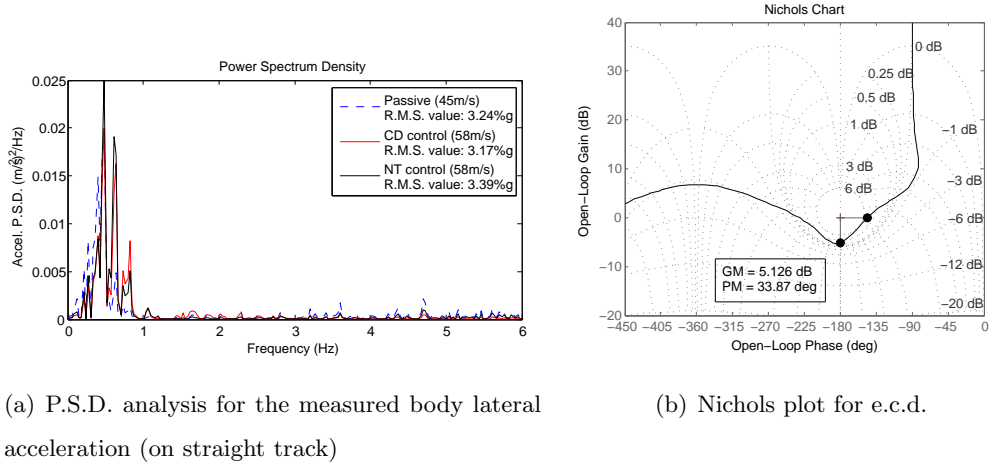 Power Spectrum Density
0.025
0.02
0.015
0.01
0.005
0
Accel. P.S.D. (m/s²)²/Hz)
Passive (45m/s)
R.M.S. value: 3.24%g
CD control (58m/s)
R.M.S. value: 3.17%g
NT control (58m/s)
R.M.S. value: 3.39%g
0 1 2 3 4 5 6
Frequency (Hz)
(a) P.S.D. analysis for the measured body lateral
acceleration (on straight track)
Nichols Chart
40
30
20
10
0
−10
−20
Open−Loop Gain (dB)
0 dB
0.25 dB
0.5 dB
1 dB
−1 dB
3 dB
−3 dB
6 dB
−6 dB
−12 dB
−20 dB
GM = 5.126 dB
PM = 33.87 deg
−450 −405 −360 −315 −270 −225 −180 −135 −90 −45 0
Open−Loop Phase (deg)
(b) Nichols plot for e.c.d.